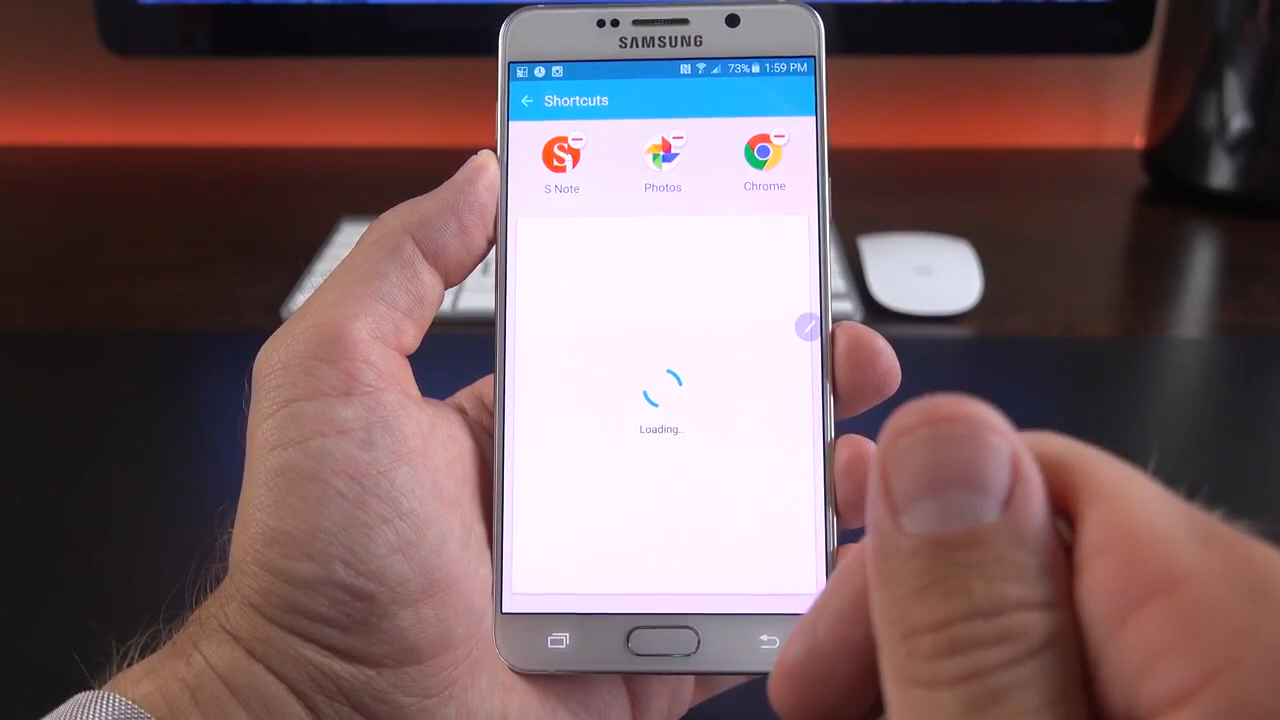 SAMSUNG
73% 1:59 PM
Shortcuts
S Note
Photos
Chrome
Loading...